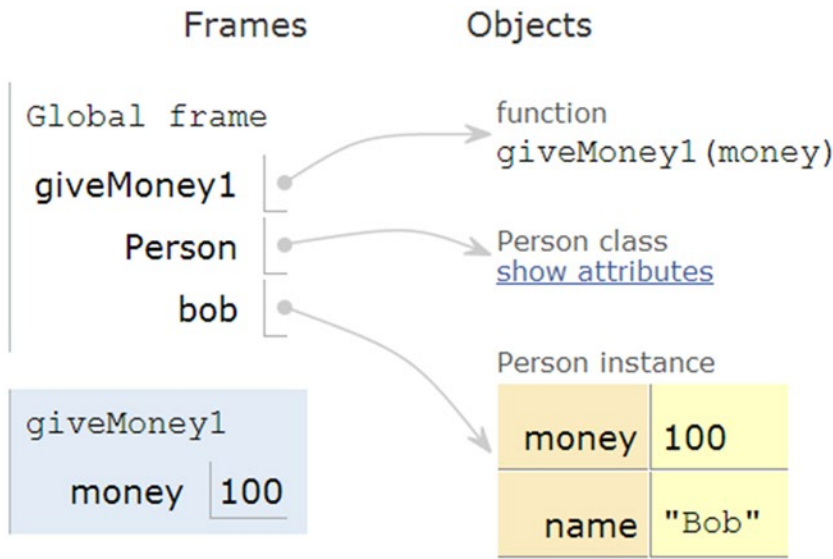 Frames Objects
Global frame
giveMoney1
Person
bob
function
giveMoney1(money)
Person class
show attributes
Person instance
money 100
name "Bob"
giveMoney1
money 100